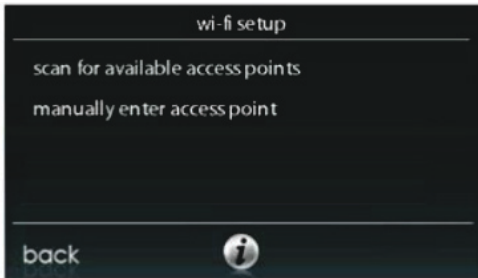 wi-fi setup
scan for available access points
manually enter access point
back
i